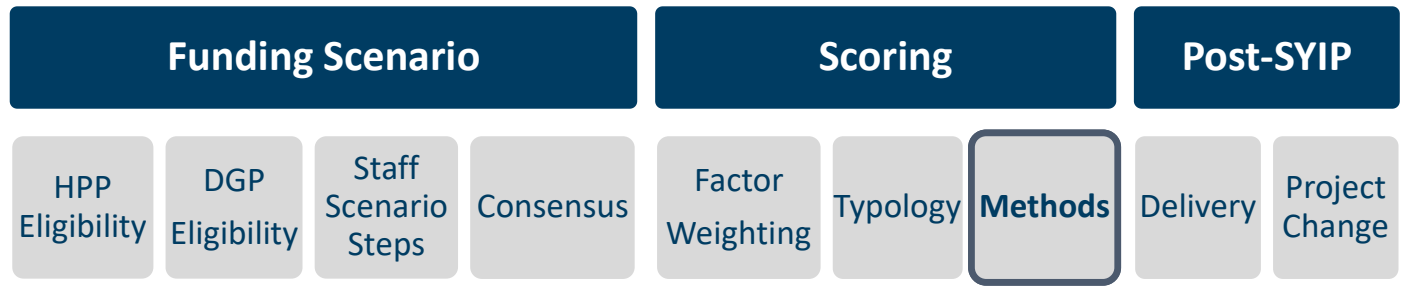 Funding Scenario
Scoring
Post-SYIP
HPP
Eligibility
DGP
Eligibility
Staff
Scenario
Steps
Consensus
Factor
Weighting
Typology
Methods
Delivery
Project
Change